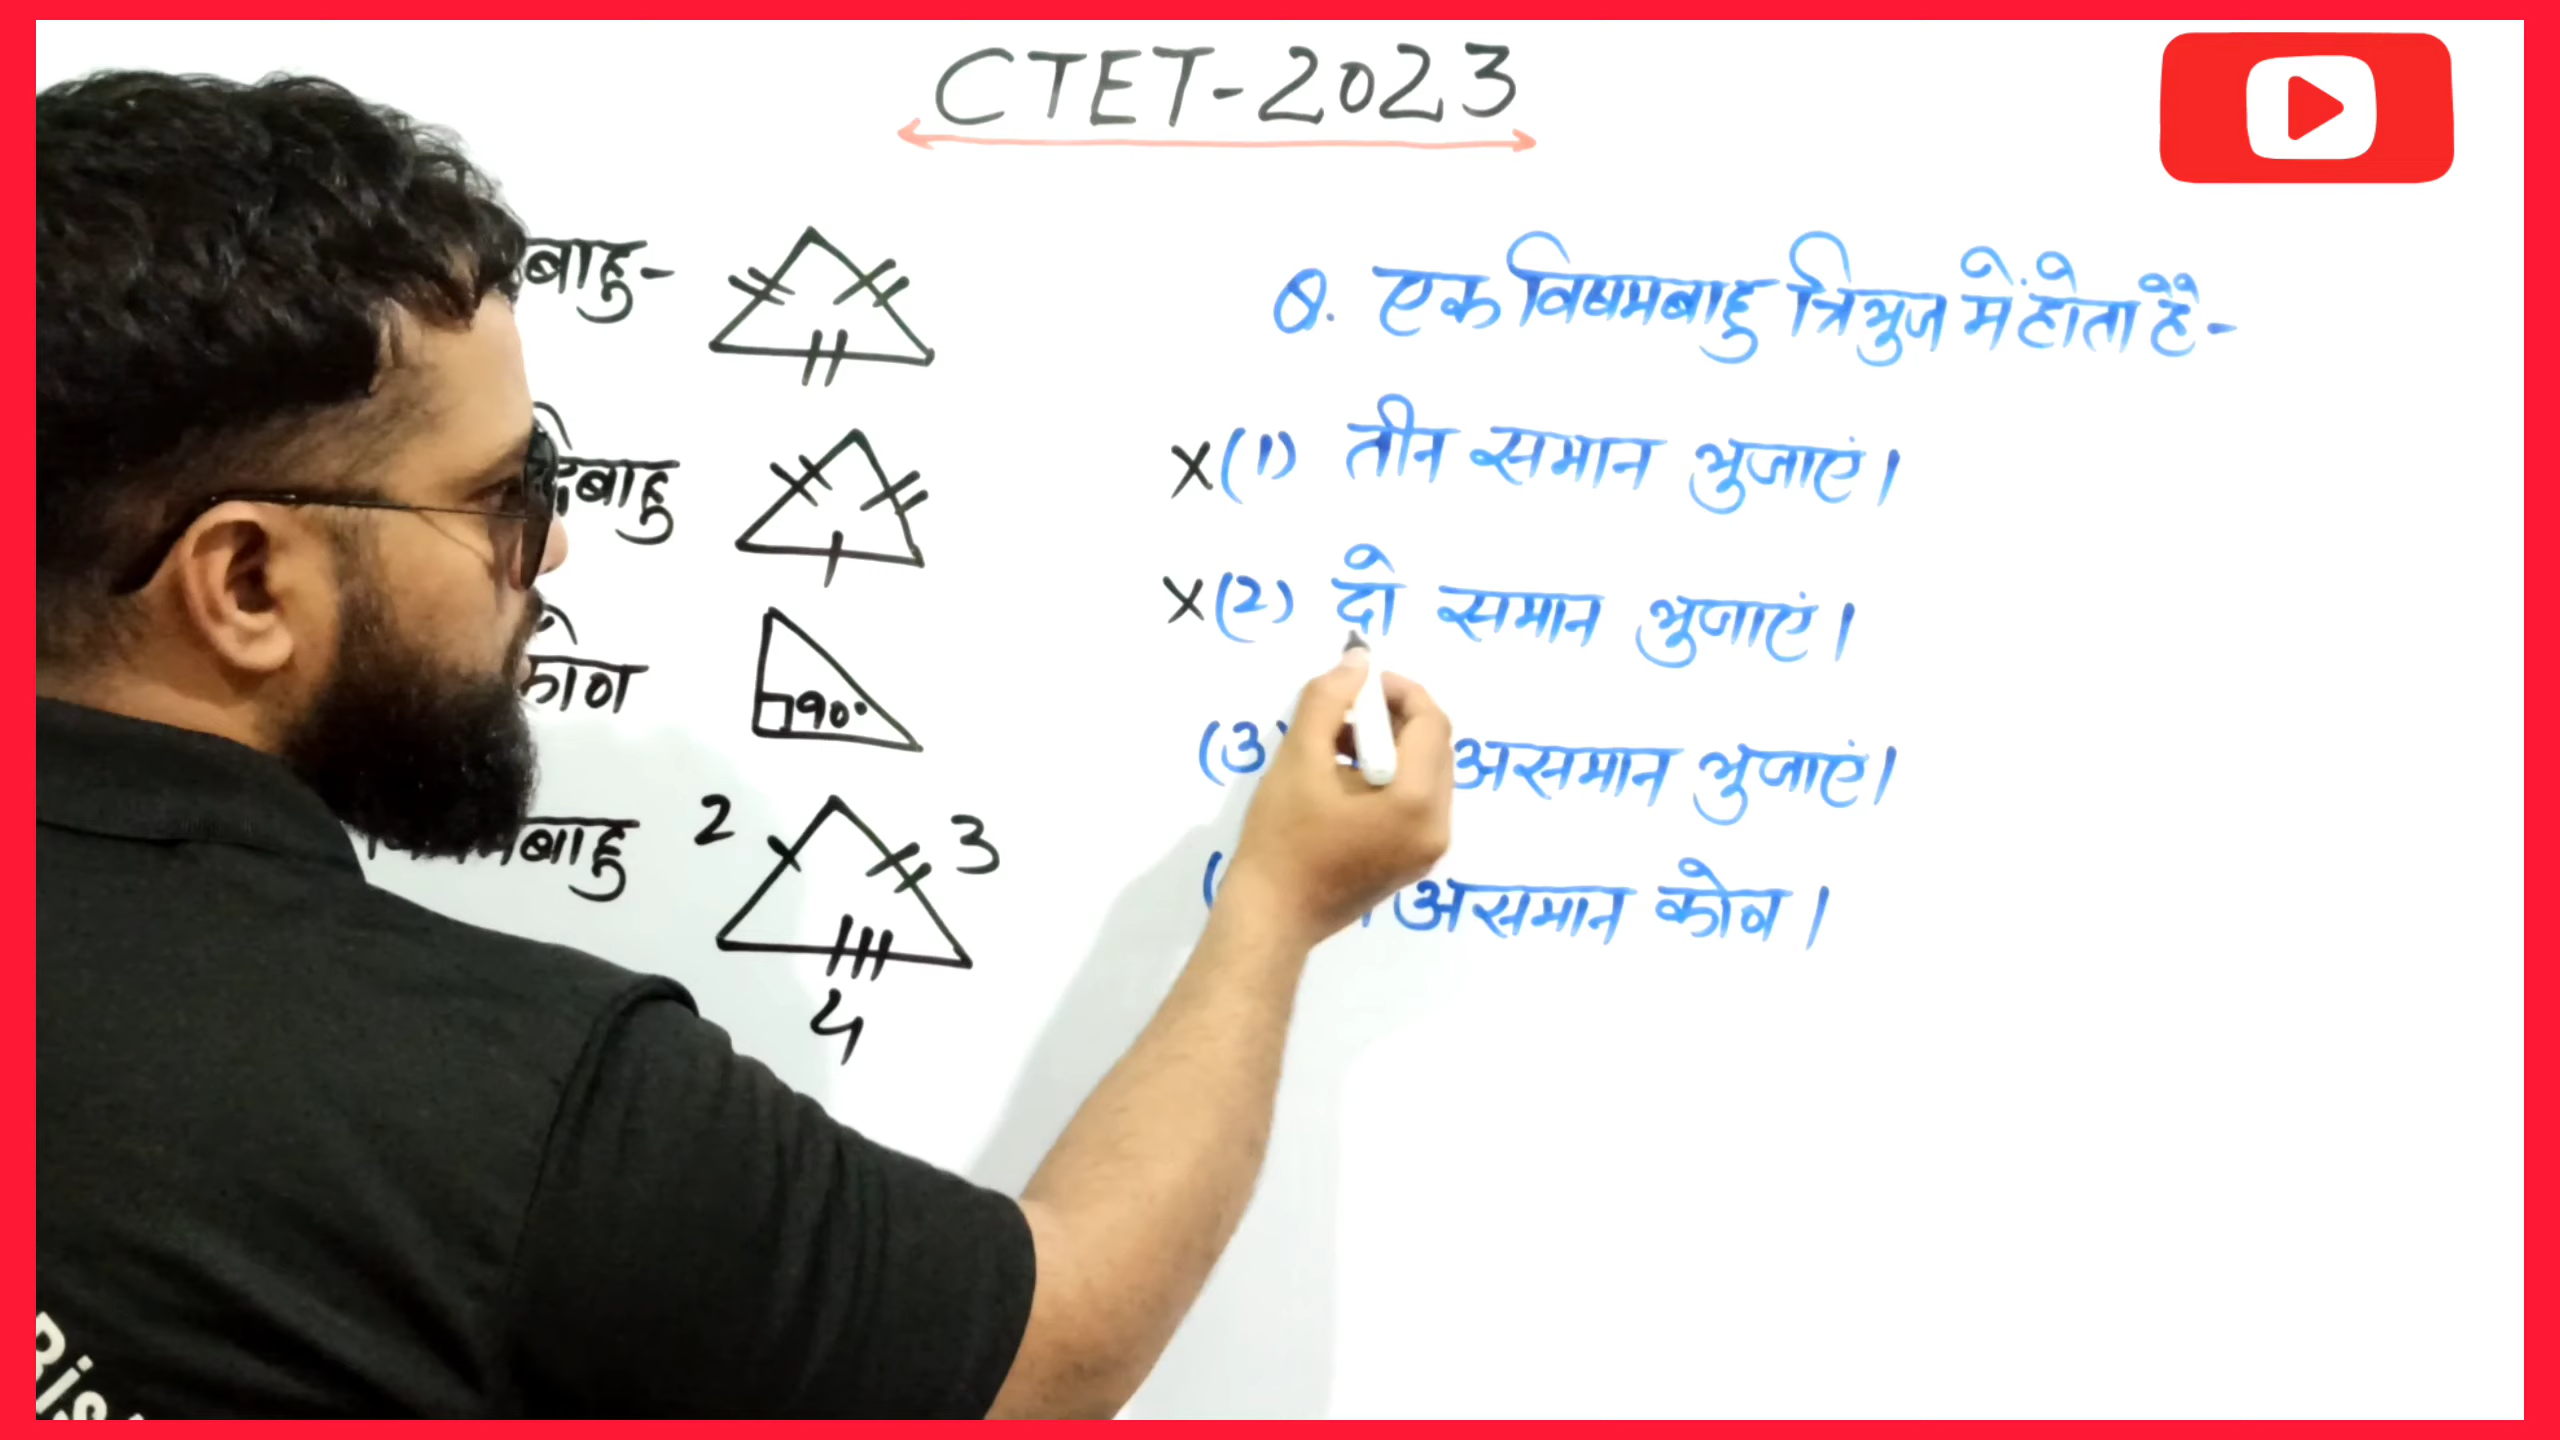 CTET-2023
बाहु-
बाहु
90°
बाहु
2
3
4
Q. एक विषमबाहु त्रिभुज में होता है-
X (1) तीन समान भुजाएं।
X (2) दो समान भुजाएं।
(3) असमान भुजाएं।
असमान कोण।